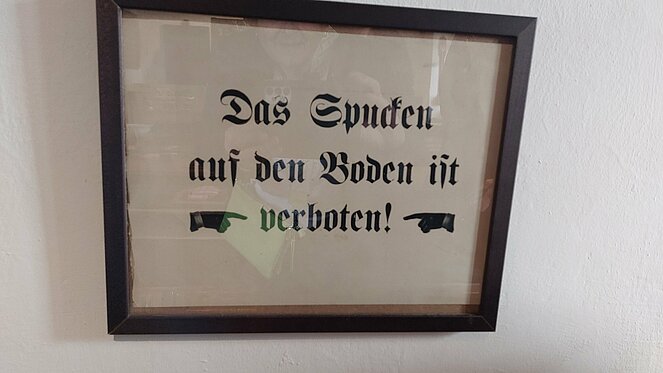 Das Spucken
auf den Boden ist
verboten!